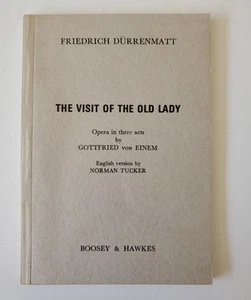 FRIEDRICH DÜRRENMATT
THE VISIT OF THE OLD LADY
Opera in three acts
by
GOTTFRIED von EINEM
English version by
NORMAN TUCKER
BOOSEY & HAWKES